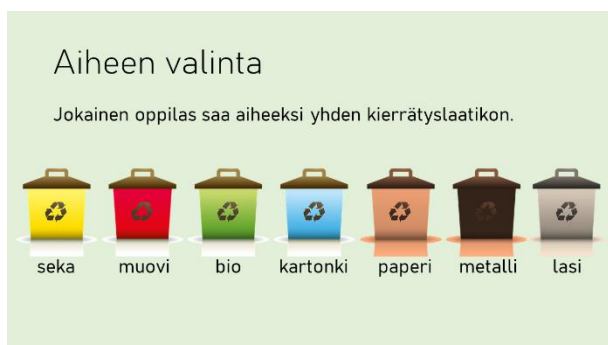 Aiheen valinta
Jokainen oppilas saa aiheeksi yhden kierrätyslaatikon.
seka muovi bio kartonki paperi metalli lasi